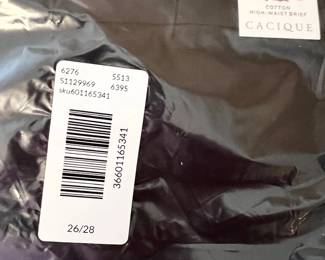 COTTON
HIGH-WAIST BRIEF
CACIQUE
6276 5513
51129969 6395
sku601165341
36601165341
26/28